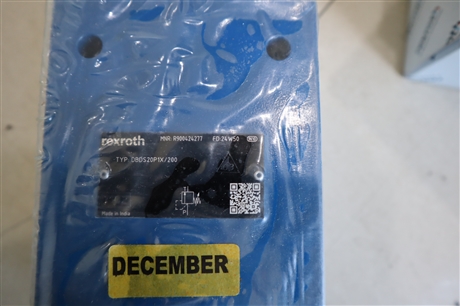 rexroth MNR: R900424277 FD:24W50
TYP: DBDS20P1X/200
Made in India
DECEMBER